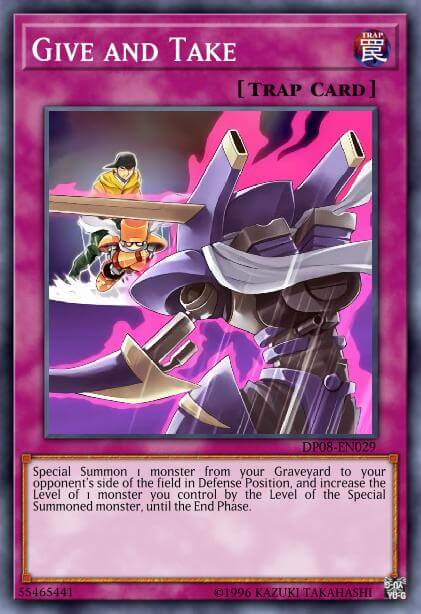 GIVE AND TAKE
TRAP
罠
[TRAP CARD]
DP08-EN029
Special Summon 1 monster from your Graveyard to your
opponent's side of the field in Defense Position, and increase the
Level of 1 monster you control by the Level of the Special
Summoned monster, until the End Phase.
55465441
©1996 KAZUKI TAKAHASHI